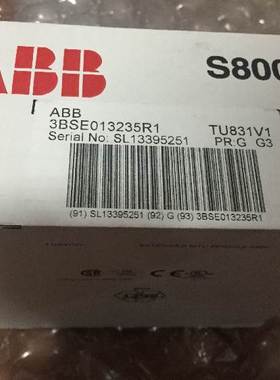 ABB
S800
ABB
3BSE013235R1 TU831V1
Serial No: SL13395251 PR:G G3
(91) SL13395251 (92) G (93) 3BSE013235R1